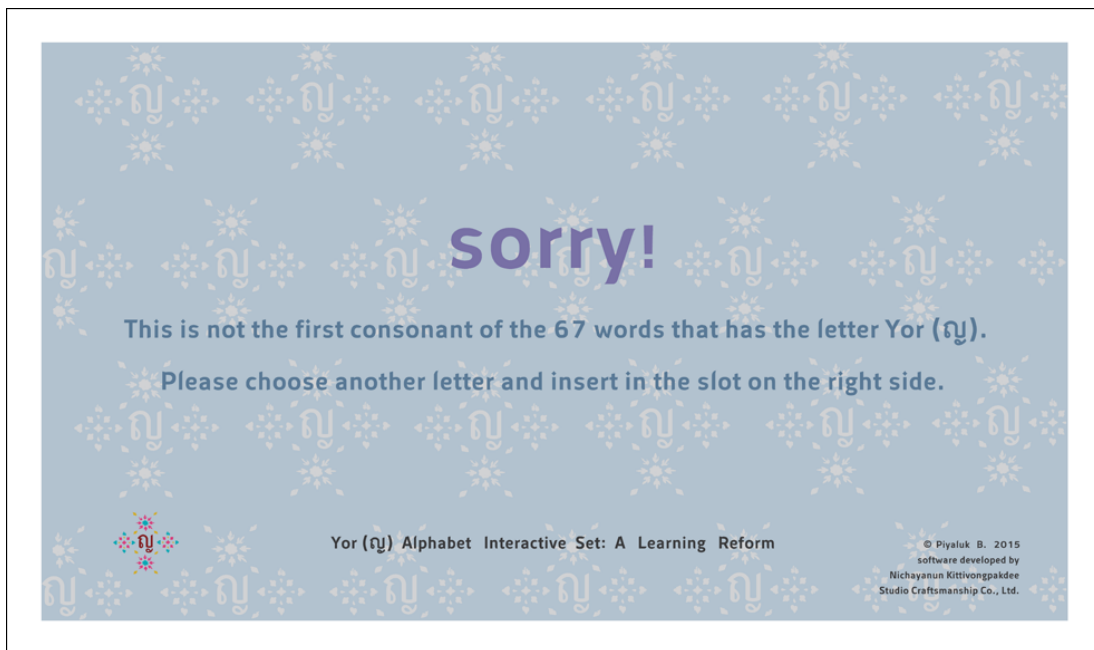 sorry!
This is not the first consonant of the 67 words that has the letter Yor (ญ).
Please choose another letter and insert in the slot on the right side.
ญ
Yor (ญ) Alphabet Interactive Set: A Learning Reform
© Piyaluk B. 2015
software developed by
Nichayanun Kittivongpakdee
Studio Craftsmanship Co., Ltd.